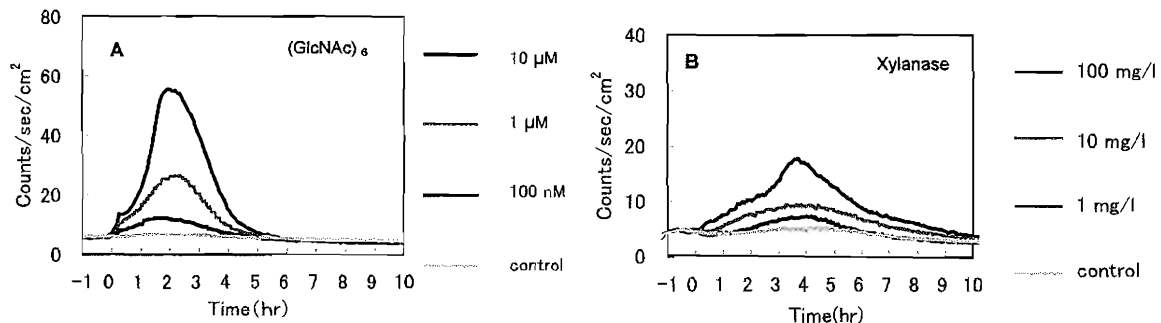 80
60
40
20
0
Counts/sec/cm²
A
(GlcNAc)₆
-1 0 1 2 3 4 5 6 7 8 9 10
Time(hr)
10 μM
1 μM
100 nM
control
40
30
20
10
0
Counts/sec/cm²
B
Xylanase
-1 0 1 2 3 4 5 6 7 8 9 10
Time(hr)
100 mg/l
10 mg/l
1 mg/l
control